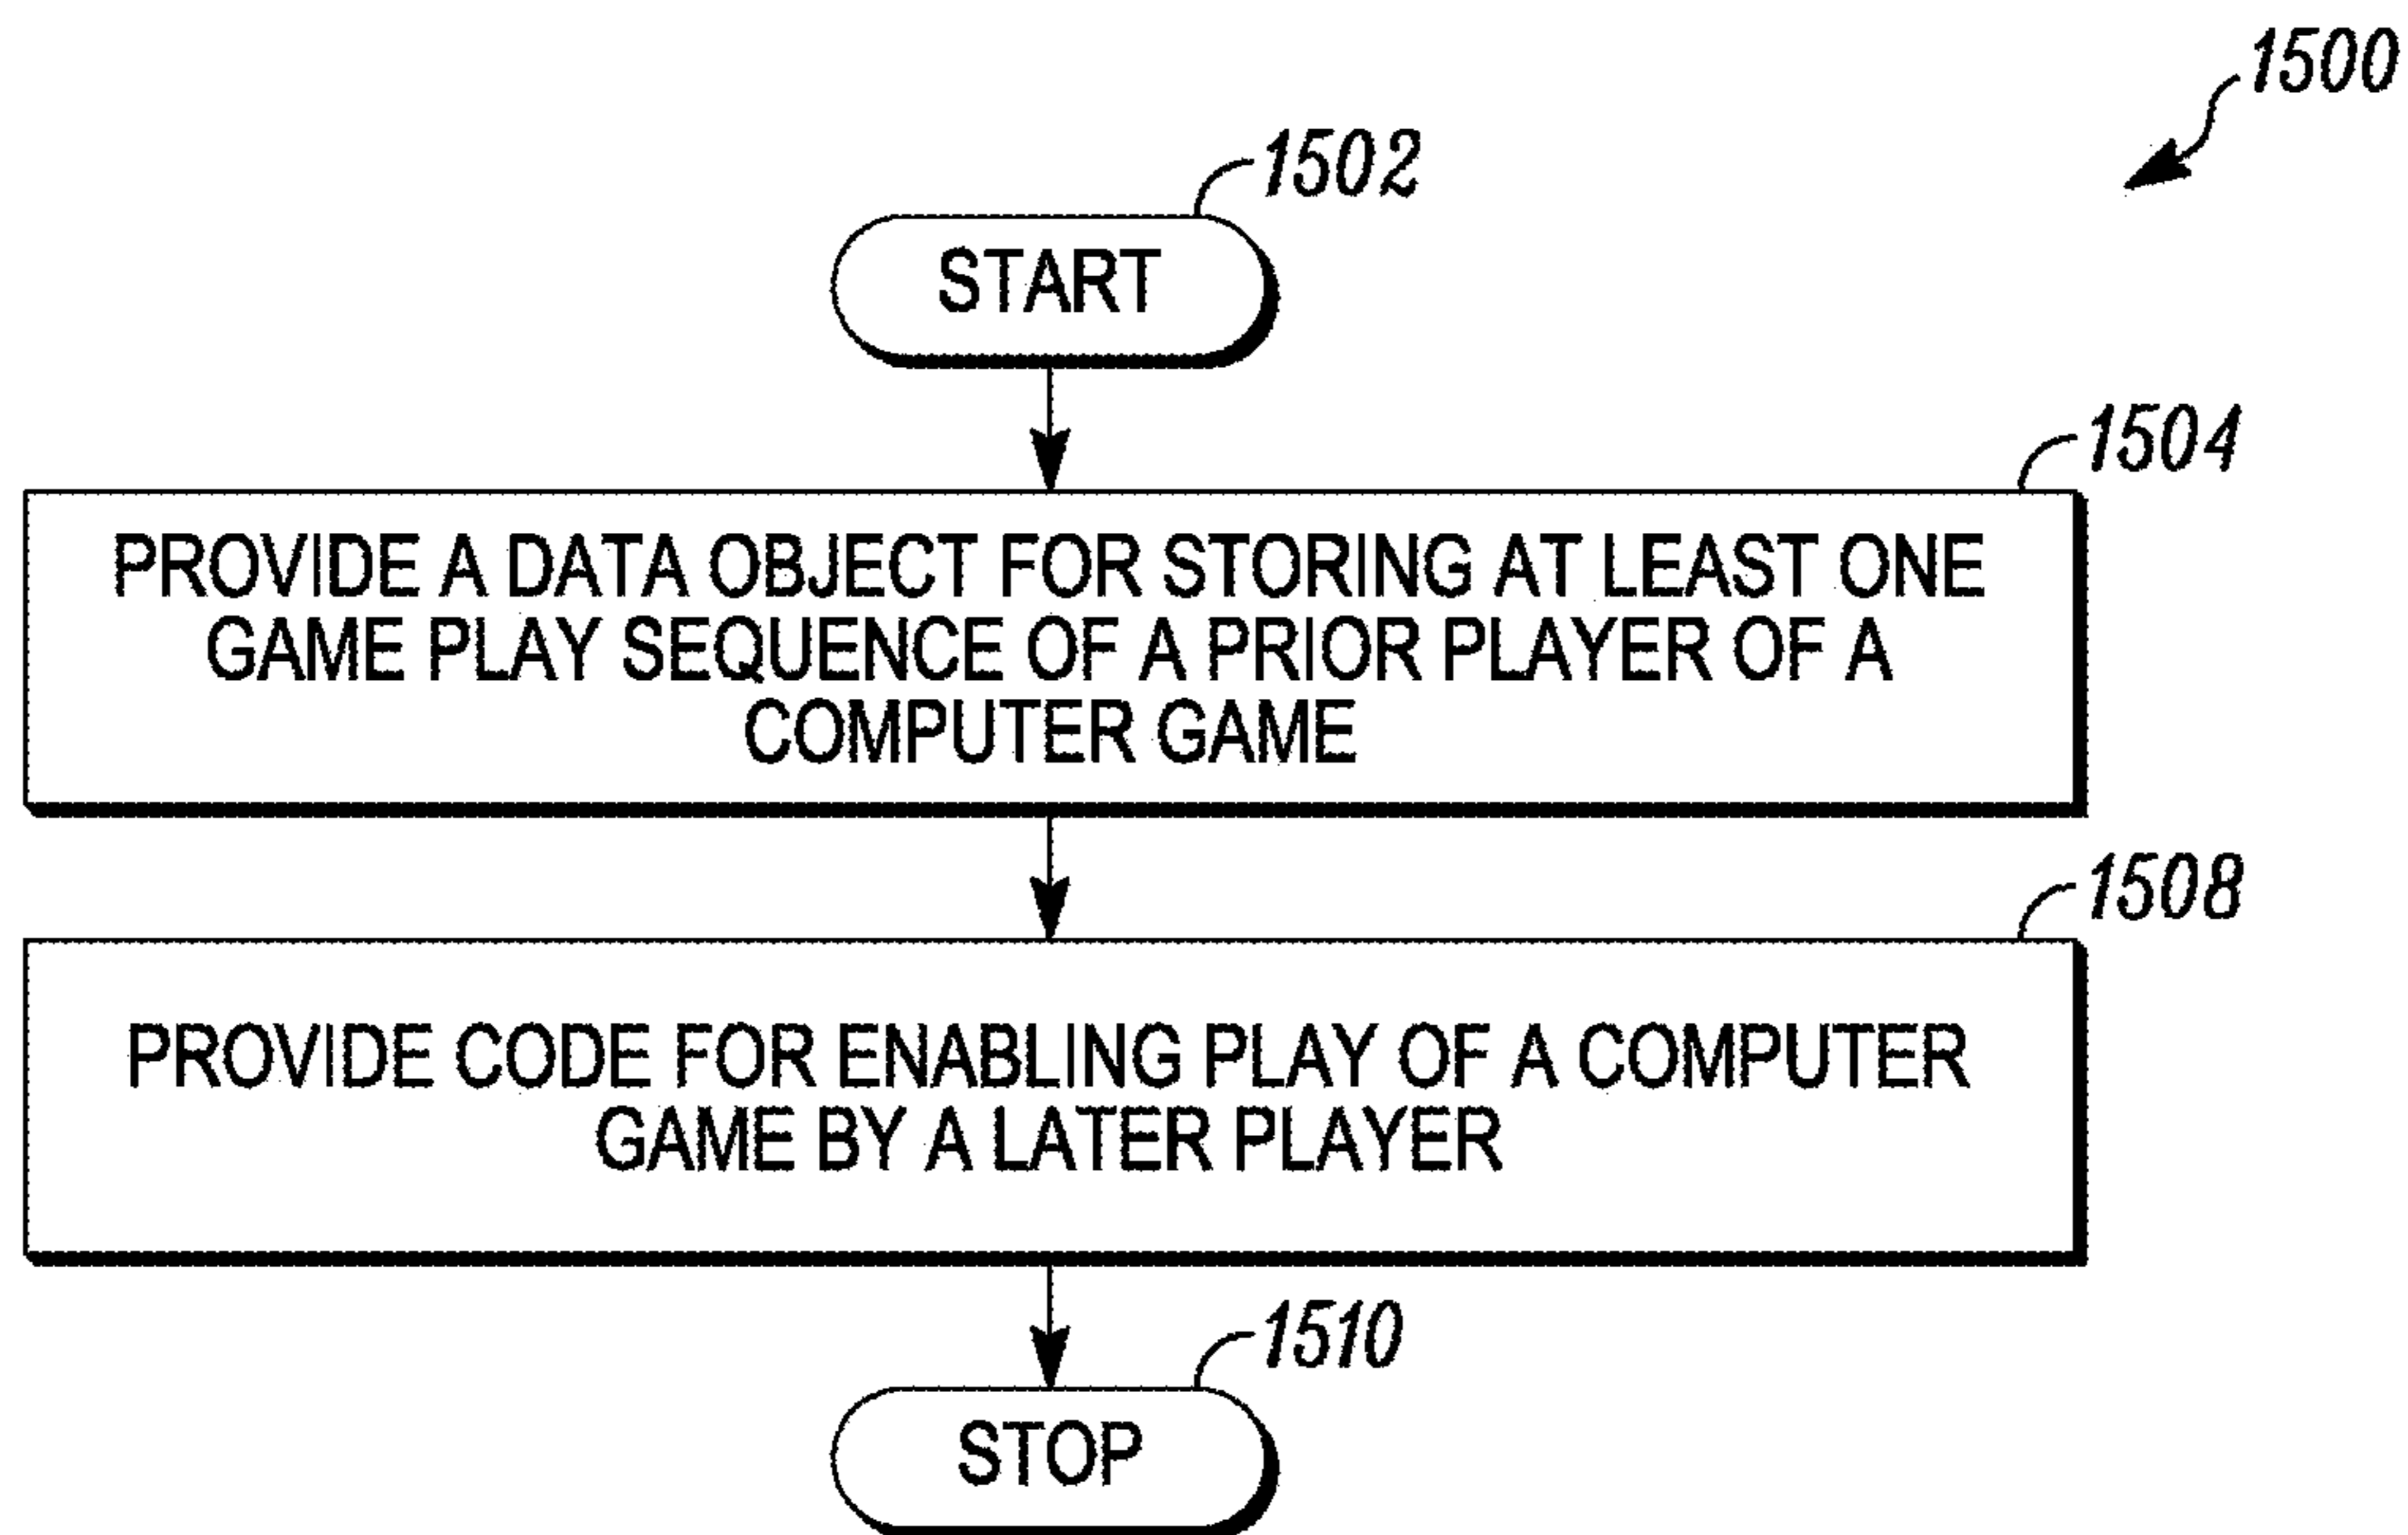 1500
1502
START
1504
PROVIDE A DATA OBJECT FOR STORING AT LEAST ONE
GAME PLAY SEQUENCE OF A PRIOR PLAYER OF A
COMPUTER GAME
1508
PROVIDE CODE FOR ENABLING PLAY OF A COMPUTER
GAME BY A LATER PLAYER
1510
STOP